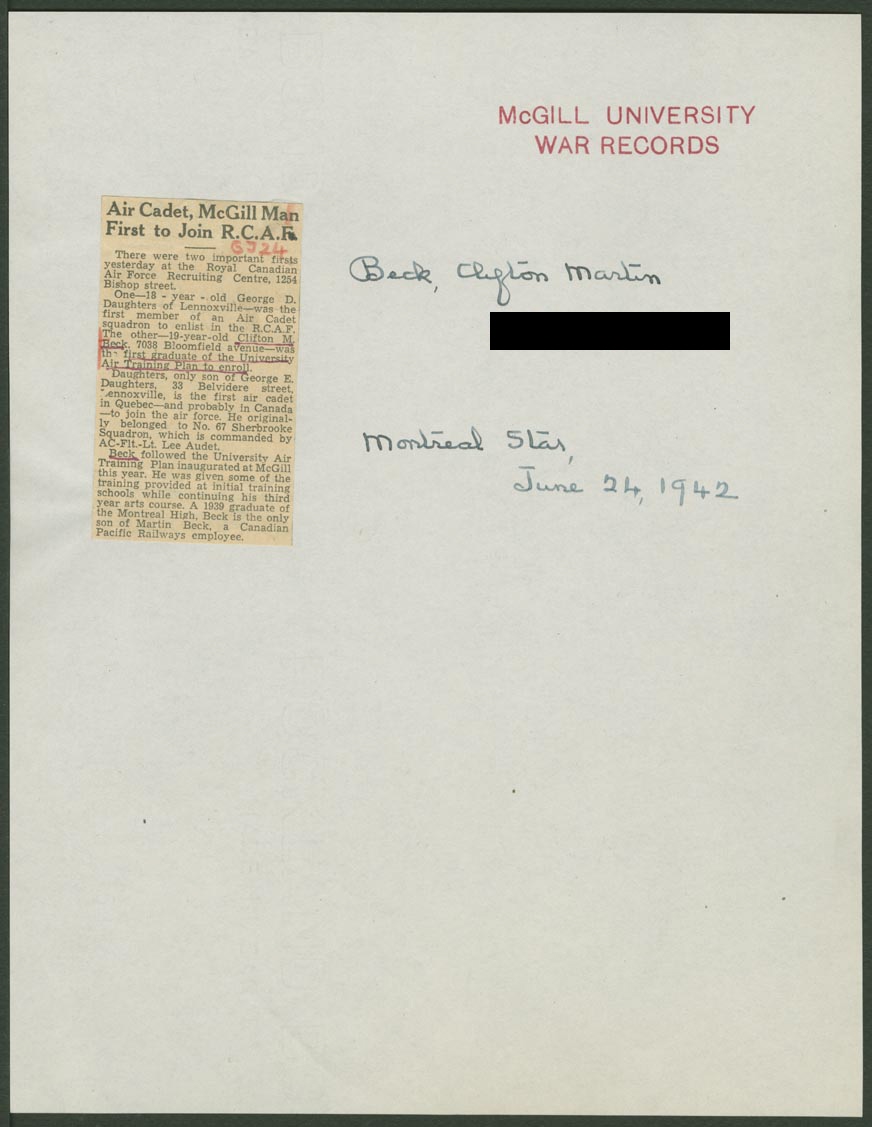 McGILL UNIVERSITY
WAR RECORDS
Air Cadet, McGill Man
First to Join R.C.A.F.
GJ24
There were two important firsts
yesterday at the Royal Canadian
Air Force Recruiting Centre, 1254
Bishop street.
One—18 - year - old George D.
Daughters of Lennoxville—was the
first member of an Air Cadet
squadron to enlist in the R.C.A.F.
The other—19-year-old Clifton M.
Beck, 7038 Bloomfield avenue—was
the first graduate of the University
Air Training Plan to enroll.
Daughters, only son of George E.
Daughters, 33 Belvidere street,
Lennoxville, is the first air cadet
in Quebec—and probably in Canada
—to join the air force. He original-
ly belonged to No. 67 Sherbrooke
Squadron, which is commanded by
AC-Flt.-Lt. Lee Audet.
Beck followed the University Air
Training Plan inaugurated at McGill
this year. He was given some of the
training provided at initial training
schools while continuing his third
year arts course. A 1939 graduate of
the Montreal High, Beck is the only
son of Martin Beck, a Canadian
Pacific Railways employee.
Beck, Clifton Martin
Montreal Star,
June 24, 1942